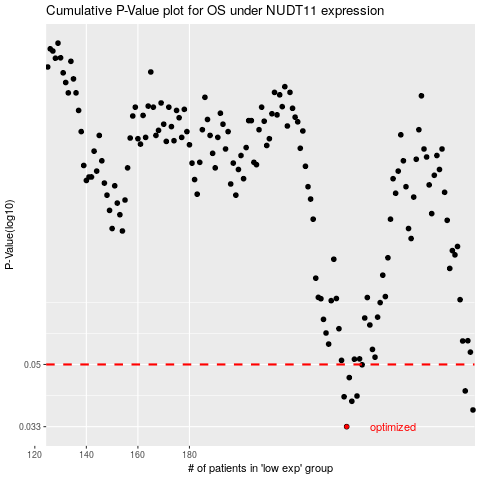 Cumulative P-Value plot for OS under NUDT11 expression
P-Value(log10)
0.05
0.033
optimized
120 140 160 180
# of patients in 'low exp' group